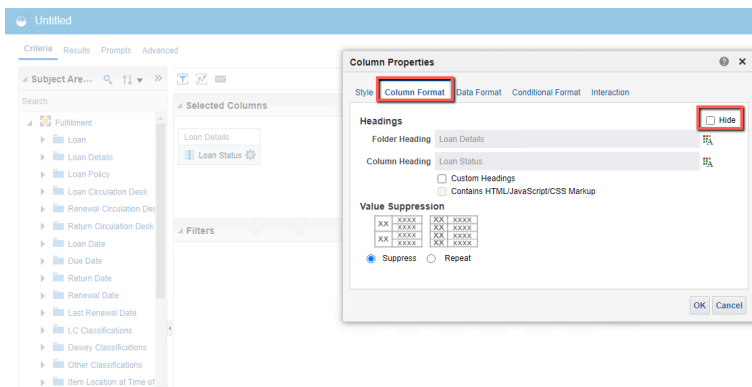 Untitled
Criteria Results Prompts Advanced
Subject Are...
Search
Fulfillment
Loan
Loan Details
Loan Policy
Loan Circulation Desk
Renewal Circulation Des
Return Circulation Desk
Loan Date
Due Date
Return Date
Renewal Date
Last Renewal Date
LC Classifications
Dewey Classifications
Other Classifications
Item Location at Time of
Selected Columns
Loan Details
Loan Status
Filters
Column Properties
Style Column Format Data Format Conditional Format Interaction
Headings Hide
Folder Heading Loan Details
Column Heading Loan Status
Custom Headings
Contains HTML/JavaScript/CSS Markup
Value Suppression
XX XXXX XX XXXX
XXXX XX XXXX
XX XXXX XX XXXX
XXXX XX XXXX
Suppress Repeat
OK Cancel